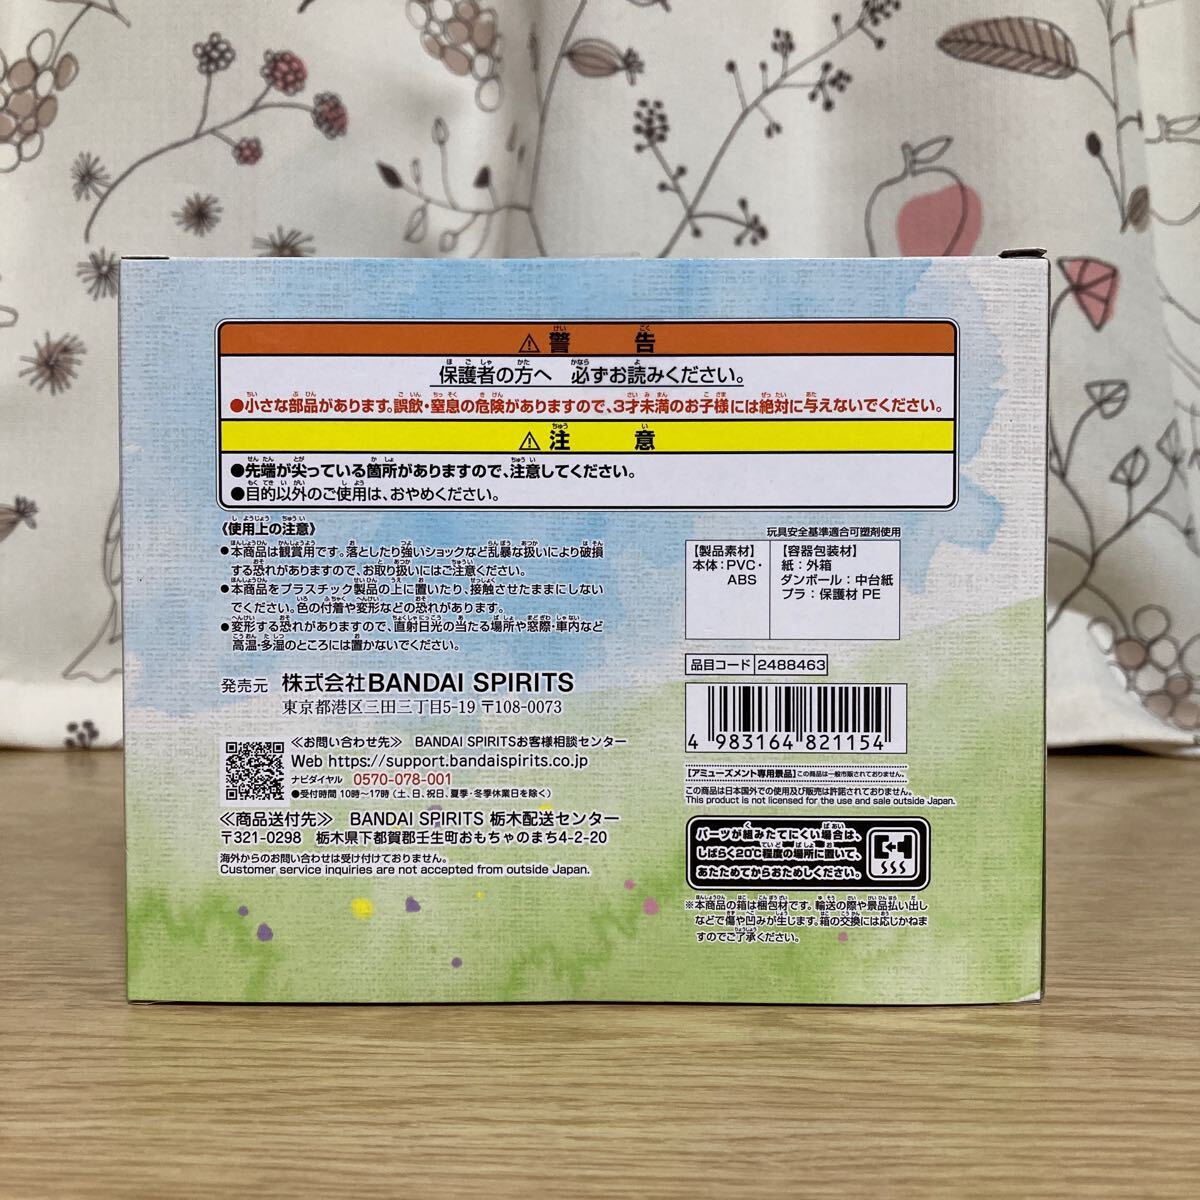 ⚠警告
保護者の方へ 必ずお読みください。
●小さな部品があります。誤飲・窒息の危険がありますので、3才未満のお子様には絶対に与えないでください。
⚠注意
●先端が尖っている箇所がありますので、注意してください。
●目的以外のご使用は、おやめください。
《使用上の注意》
●本商品は観賞用です。落としたり強いショックなど乱暴な扱いにより破損
する恐れがありますので、お取り扱いにはご注意ください。
●本商品をプラスチック製品の上に置いたり、接触させたままにしない
でください。色の付着や変形などの恐れがあります。
●変形する恐れがありますので、直射日光の当たる場所や窓際・車内など
高温・多湿のところには置かないでください。
発売元 株式会社BANDAI SPIRITS
東京都港区三田三丁目5-19 〒108-0073
≪お問い合わせ先≫ BANDAI SPIRITSお客様相談センター
Web https://support.bandaispirits.co.jp
ナビダイヤル 0570-078-001
●受付時間 10時～17時(土、日、祝日、夏季・冬季休業日を除く)
≪商品送付先≫ BANDAI SPIRITS 栃木配送センター
〒321-0298 栃木県下都賀郡壬生町おもちゃのまち4-2-20
海外からのお問い合わせは受け付けておりません。
Customer service inquiries are not accepted from outside Japan.
玩具安全基準適合可塑剤使用
【製品素材】
本体：PVC・
ABS
【容器包装材】
紙：外箱
ダンボール：中台紙
プラ：保護材 PE
品目コード 2488463
4 983164 821154
【アミューズメント専用景品】この商品は一般市販されておりません。
この商品は日本国外での使用及び販売は許諾されておりません。
This product is not licensed for the use and sale outside Japan.
パーツが組みたてにくい場合は、
しばらく20℃程度の場所に置いて、
あたためてからおためしください。
※本商品の箱は梱包材です。輸送の際や景品払い出し
などで傷や凹みが生じます。箱の交換には応じかねま
すのでご了承ください。